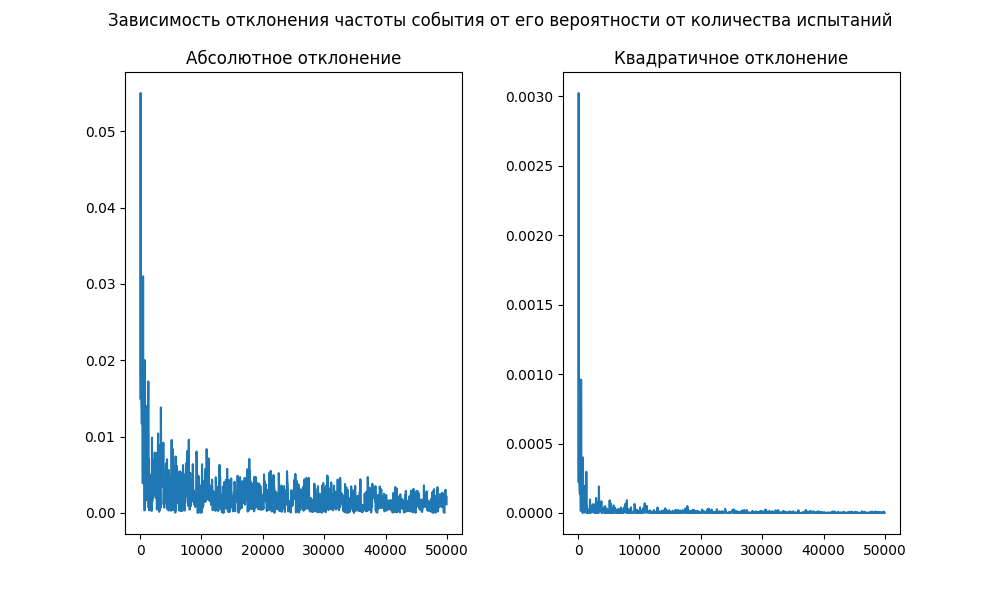 Зависимость отклонения частоты события от его вероятности от количества испытаний
Абсолютное отклонение
0.05
0.04
0.03
0.02
0.01
0.00
0 10000 20000 30000 40000 50000
Квадратичное отклонение
0.0030
0.0025
0.0020
0.0015
0.0010
0.0005
0.0000
0 10000 20000 30000 40000 50000